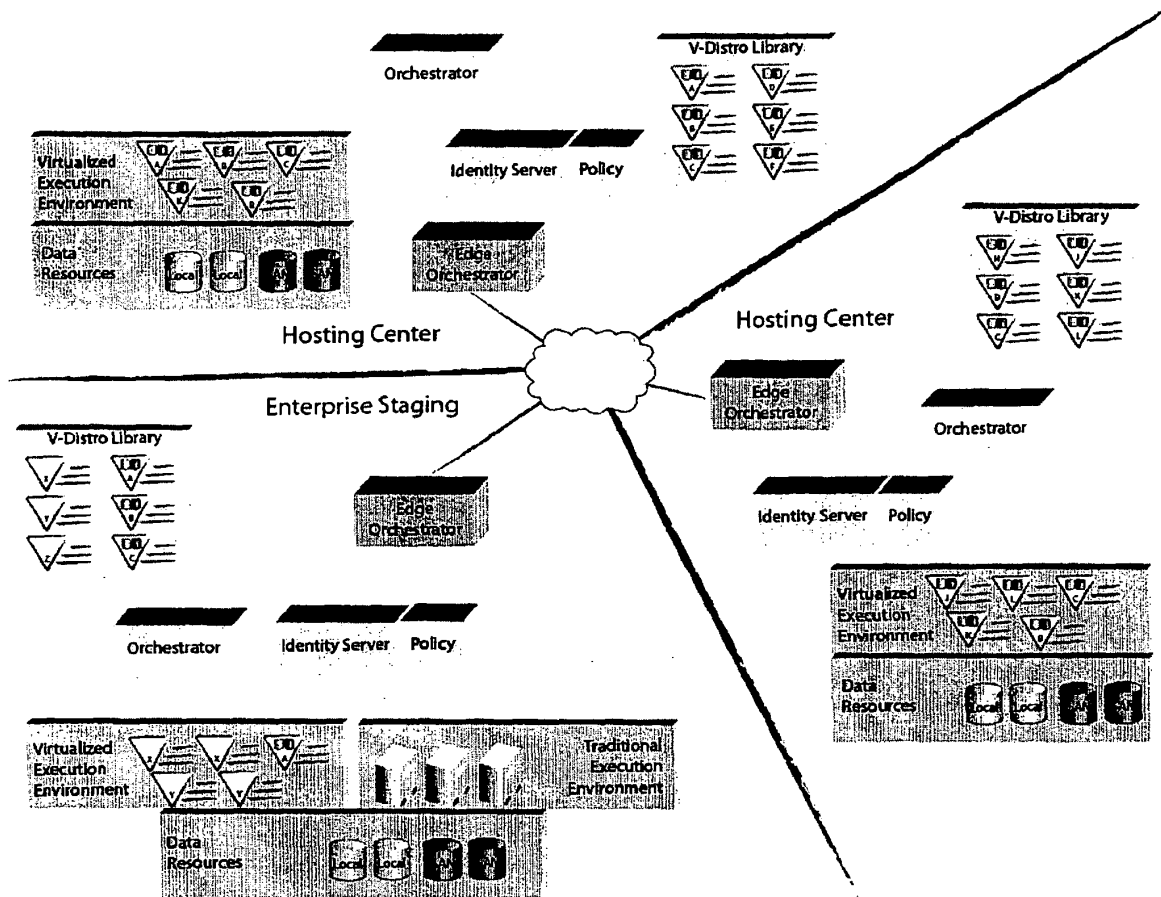 Orchestrator
V-Distro Library
A
D
B
E
C
F
Identity Server
Policy
Virtualized
Execution
Environment
A
B
C
Data
Resources
Local
Local
Edge
Orchestrator
Hosting Center
V-Distro Library
H
J
D
K
C
L
Hosting Center
Edge
Orchestrator
Orchestrator
Identity Server
Policy
Virtualized
Execution
Environment
J
L
C
K
Data
Resources
Local
Local
Enterprise Staging
V-Distro Library
X
A
Y
B
Z
C
Edge
Orchestrator
Orchestrator
Identity Server
Policy
Virtualized
Execution
Environment
X
X
A
Y
Y
Traditional
Execution
Environment
Data
Resources
Local
Local